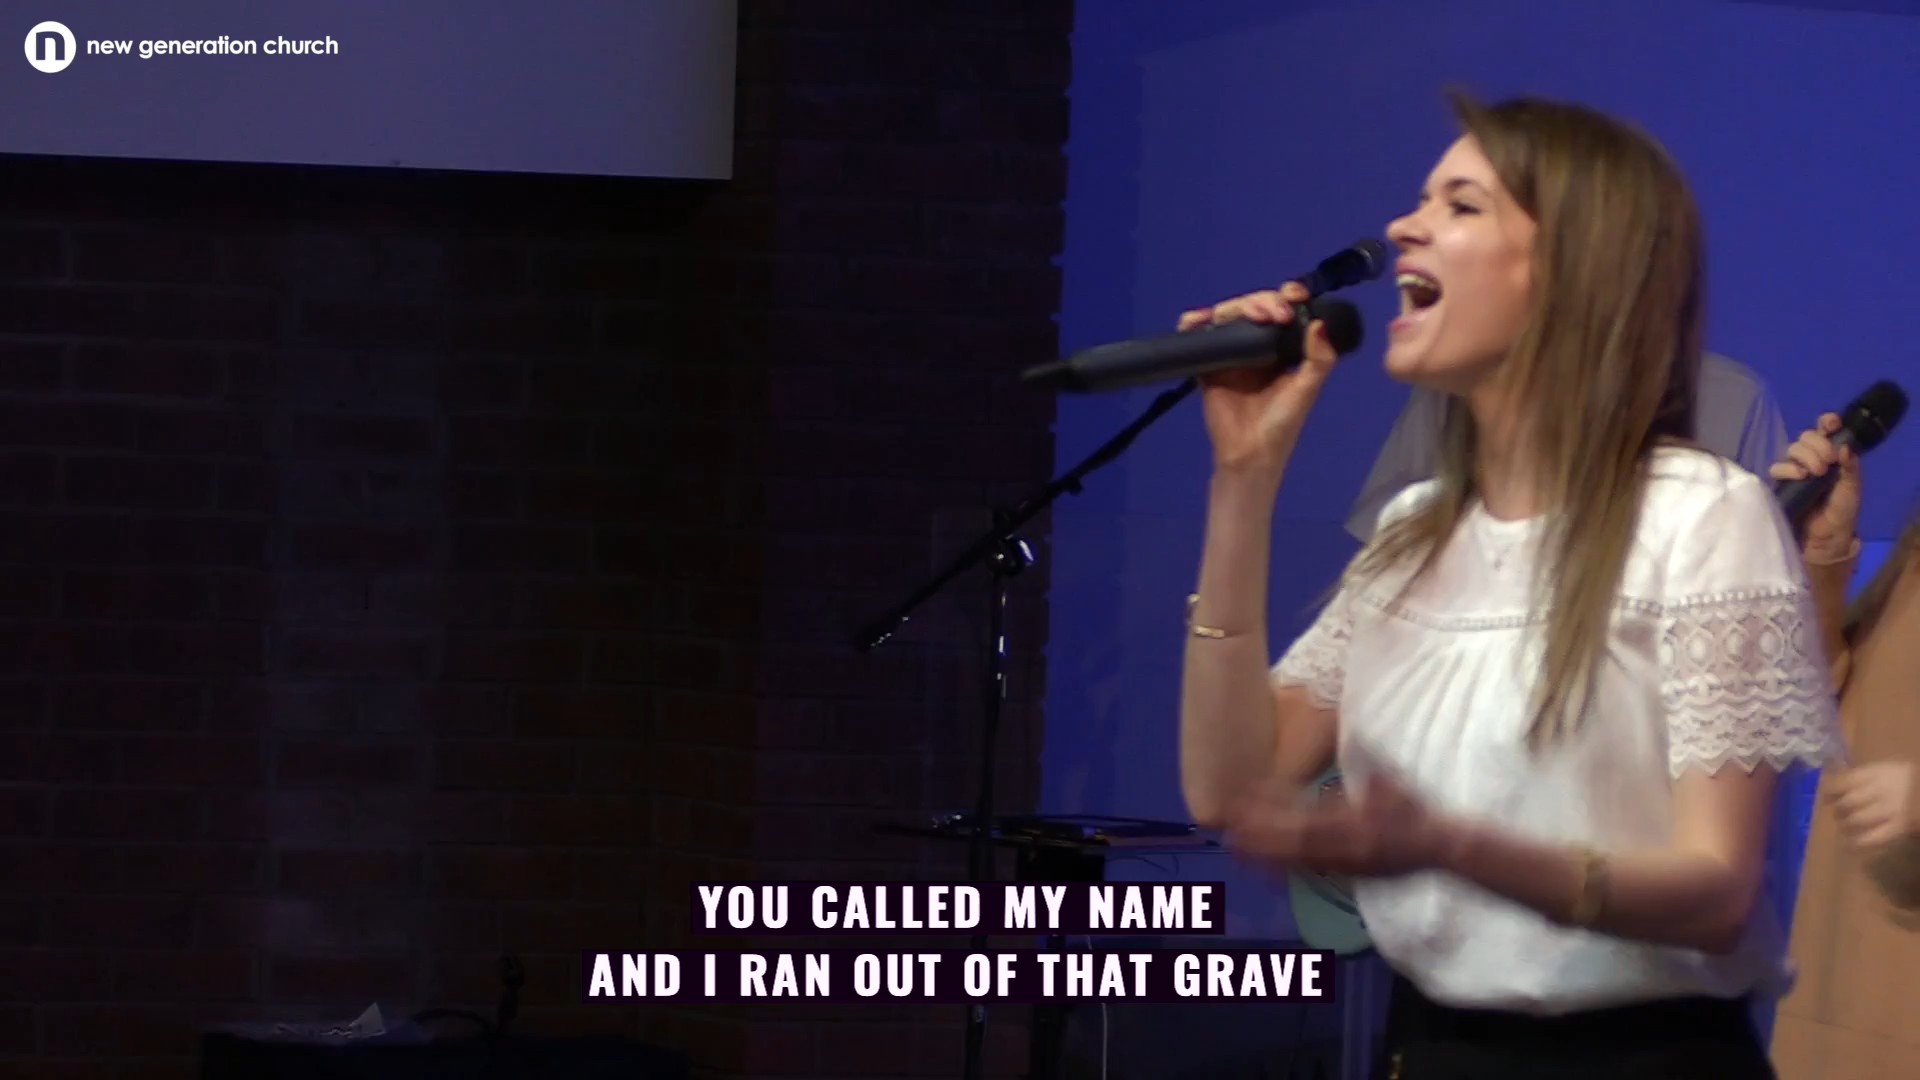 n new generation church
YOU CALLED MY NAME
AND I RAN OUT OF THAT GRAVE